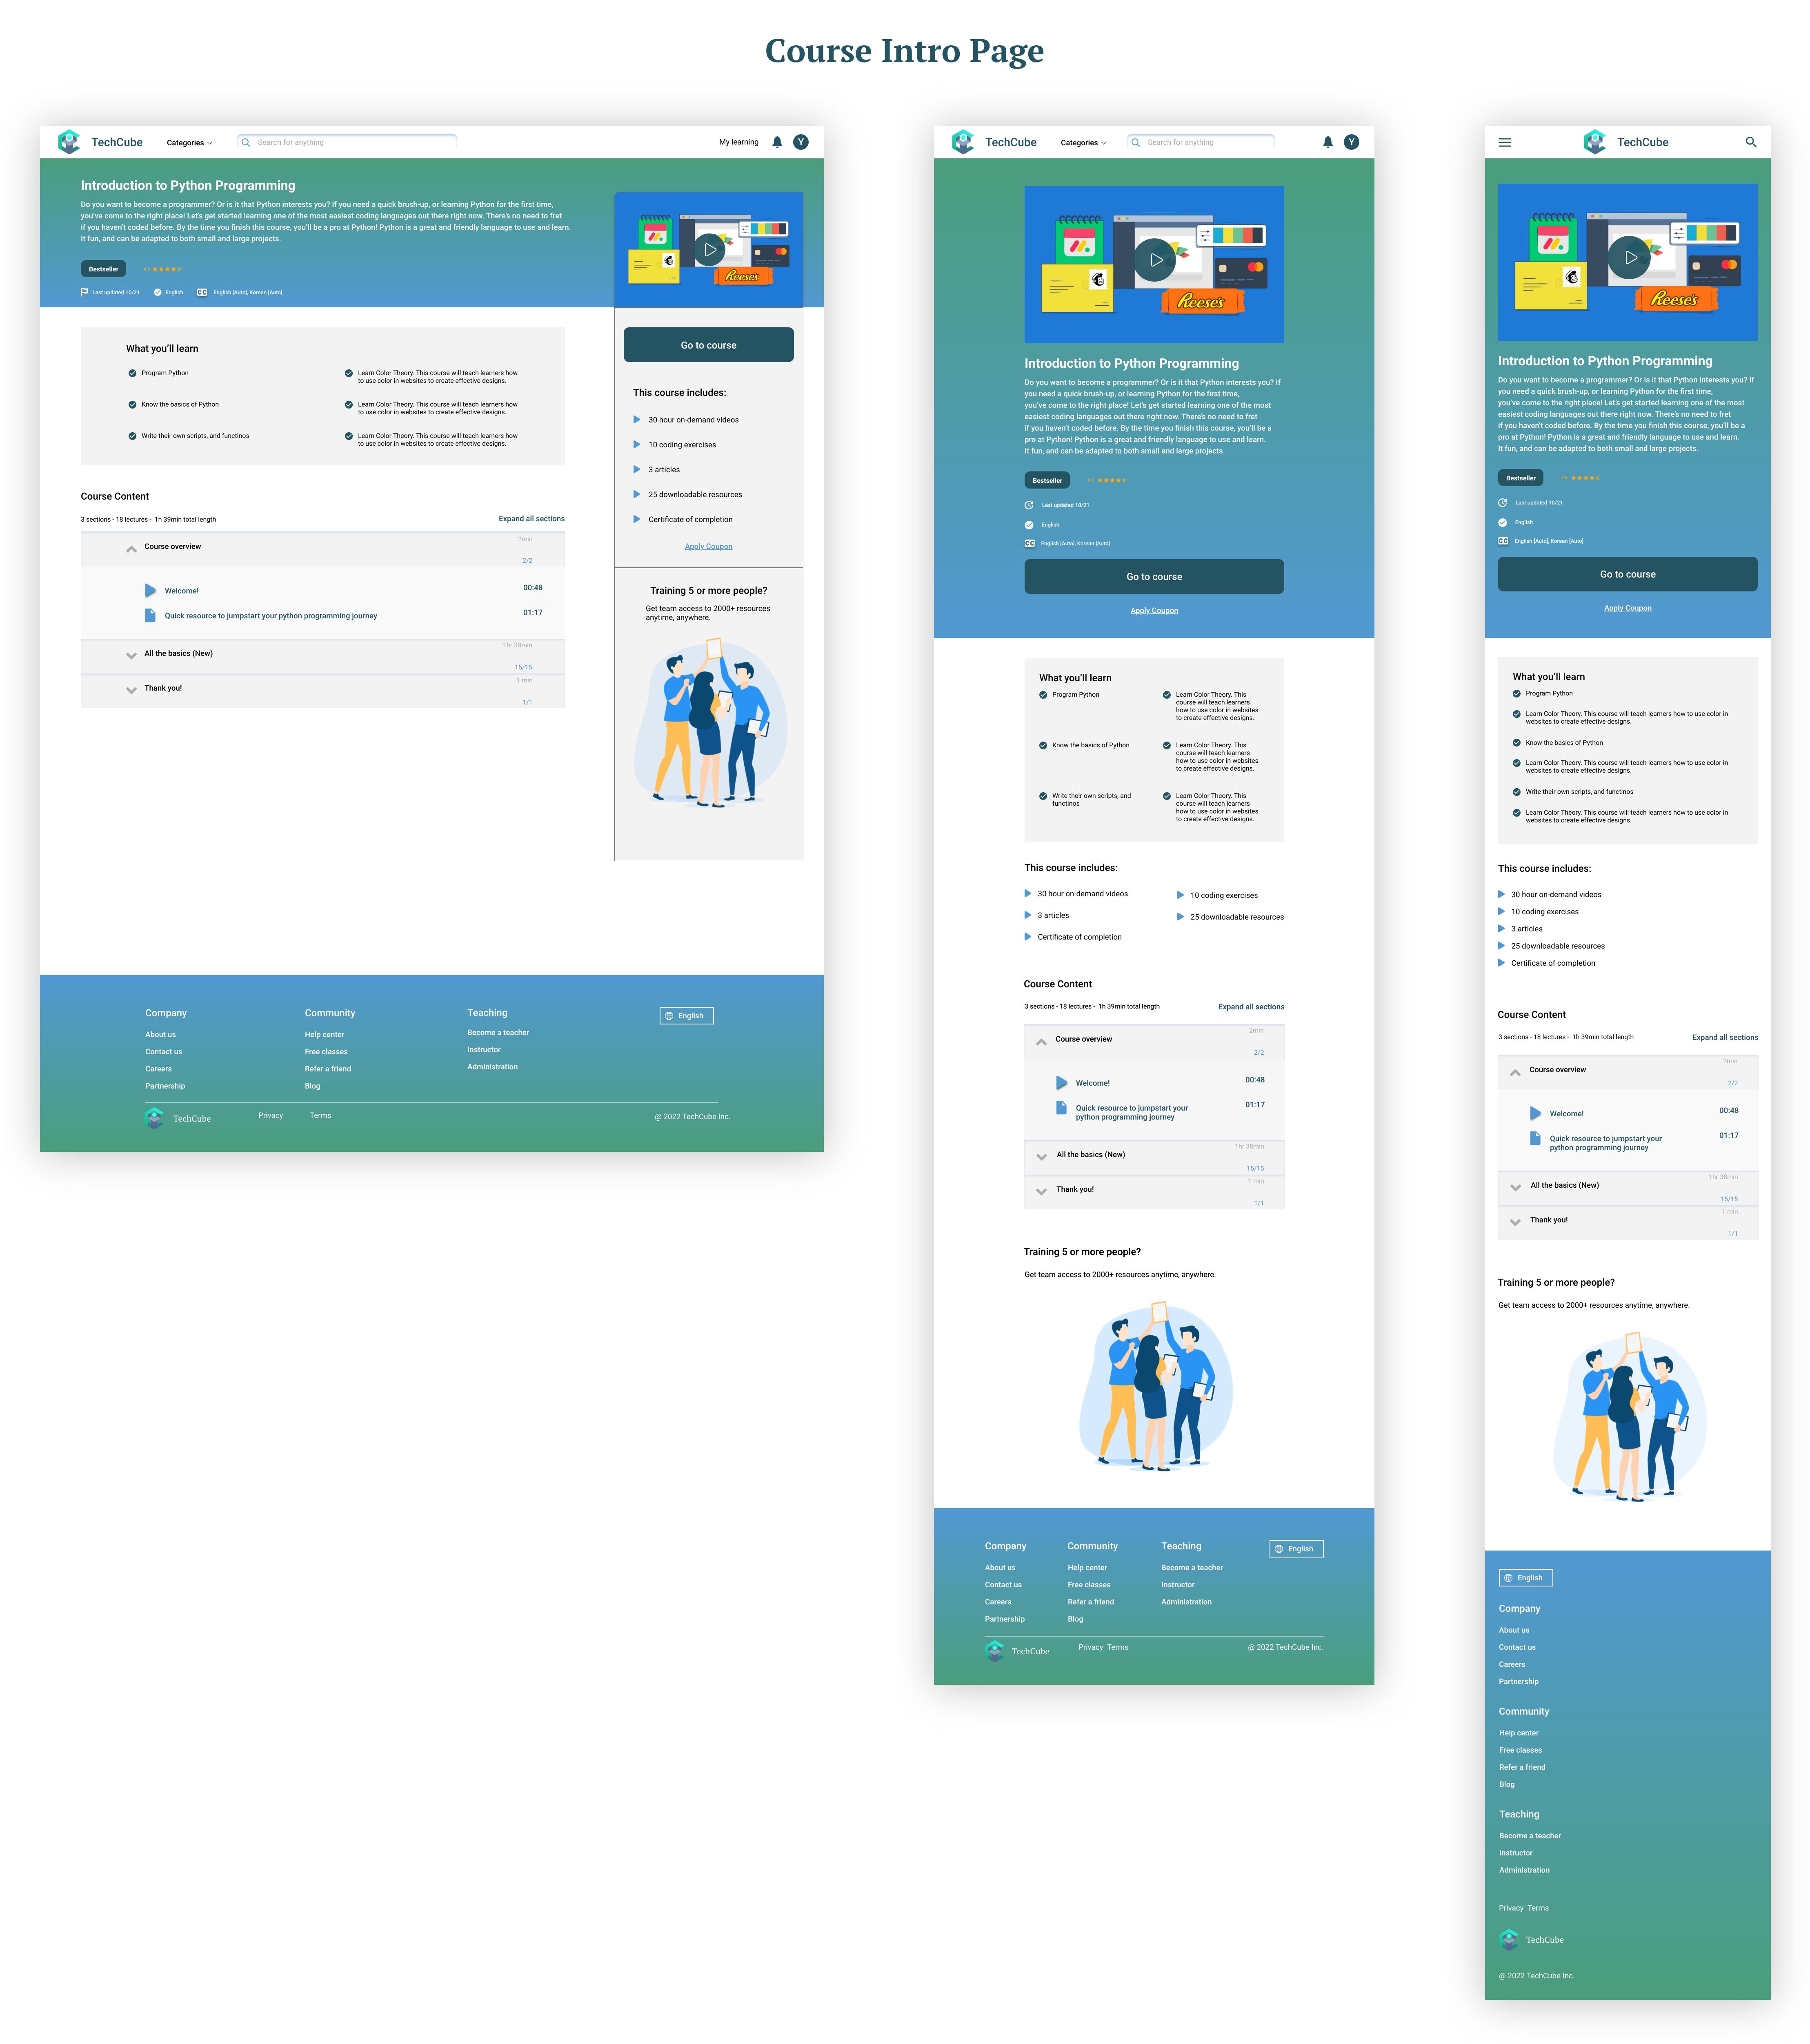 Course Intro Page
TechCube
Categories
Search for anything
My learning
Y
Introduction to Python Programming
Do you want to become a programmer? Or is it that Python interests you? If you need a quick brush-up, or learning Python for the first time,
you've come to the right place! Let's get started learning one of the most easiest coding languages out there right now. There's no need to fret
if you haven't coded before. By the time you finish this course, you'll be a pro at Python! Python is a great and friendly language to use and learn.
It fun, and can be adapted to both small and large projects.
Bestseller
Last updated 10/21
English
CC
English [Auto], Korean [Auto]
Reese's
What you'll learn
Program Python
Learn Color Theory. This course will teach learners how
to use color in websites to create effective designs.
Know the basics of Python
Learn Color Theory. This course will teach learners how
to use color in websites to create effective designs.
Write their own scripts, and functinos
Learn Color Theory. This course will teach learners how
to use color in websites to create effective designs.
Course Content
3 sections - 18 lectures - 1h 39min total length
Expand all sections
Course overview
2min
2/2
Welcome!
00:48
Quick resource to jumpstart your python programming journey
01:17
All the basics (New)
1hr 38min
15/15
Thank you!
1 min
1/1
Go to course
This course includes:
30 hour on-demand videos
10 coding exercises
3 articles
25 downloadable resources
Certificate of completion
Apply Coupon
Training 5 or more people?
Get team access to 2000+ resources
anytime, anywhere.
Company
About us
Contact us
Careers
Partnership
Community
Help center
Free classes
Refer a friend
Blog
Teaching
Become a teacher
Instructor
Administration
English
TechCube
Privacy
Terms
@ 2022 TechCube Inc.
TechCube
Categories
Search for anything
Y
Reese's
Introduction to Python Programming
Do you want to become a programmer? Or is it that Python interests you? If
you need a quick brush-up, or learning Python for the first time,
you've come to the right place! Let's get started learning one of the most
easiest coding languages out there right now. There's no need to fret
if you haven't coded before. By the time you finish this course, you'll be a
pro at Python! Python is a great and friendly language to use and learn.
It fun, and can be adapted to both small and large projects.
Bestseller
Last updated 10/21
English
CC
English [Auto], Korean [Auto]
Go to course
Apply Coupon
What you'll learn
Program Python
Learn Color Theory. This
course will teach learners
how to use color in websites
to create effective designs.
Know the basics of Python
Learn Color Theory. This
course will teach learners
how to use color in websites
to create effective designs.
Write their own scripts, and
functinos
Learn Color Theory. This
course will teach learners
how to use color in websites
to create effective designs.
This course includes:
30 hour on-demand videos
10 coding exercises
3 articles
25 downloadable resources
Certificate of completion
Course Content
3 sections - 18 lectures - 1h 39min total length
Expand all sections
Course overview
2min
2/2
Welcome!
00:48
Quick resource to jumpstart your
python programming journey
01:17
All the basics (New)
1hr 38min
15/15
Thank you!
1 min
1/1
Training 5 or more people?
Get team access to 2000+ resources anytime, anywhere.
Company
About us
Contact us
Careers
Partnership
Community
Help center
Free classes
Refer a friend
Blog
Teaching
Become a teacher
Instructor
Administration
English
TechCube
Privacy Terms
@ 2022 TechCube Inc.
TechCube
Reese's
Introduction to Python Programming
Do you want to become a programmer? Or is it that Python interests you? If
you need a quick brush-up, or learning Python for the first time,
you've come to the right place! Let's get started learning one of the most
easiest coding languages out there right now. There's no need to fret
if you haven't coded before. By the time you finish this course, you'll be a
pro at Python! Python is a great and friendly language to use and learn.
It fun, and can be adapted to both small and large projects.
Bestseller
Last updated 10/21
English
CC
English [Auto], Korean [Auto]
Go to course
Apply Coupon
What you'll learn
Program Python
Learn Color Theory. This course will teach learners how to use color in
websites to create effective designs.
Know the basics of Python
Learn Color Theory. This course will teach learners how to use color in
websites to create effective designs.
Write their own scripts, and functinos
Learn Color Theory. This course will teach learners how to use color in
websites to create effective designs.
This course includes:
30 hour on-demand videos
10 coding exercises
3 articles
25 downloadable resources
Certificate of completion
Course Content
3 sections - 18 lectures - 1h 39min total length
Expand all sections
Course overview
2min
2/2
Welcome!
00:48
Quick resource to jumpstart your
python programming journey
01:17
All the basics (New)
1hr 38min
15/15
Thank you!
1 min
1/1
Training 5 or more people?
Get team access to 2000+ resources anytime, anywhere.
English
Company
About us
Contact us
Careers
Partnership
Community
Help center
Free classes
Refer a friend
Blog
Teaching
Become a teacher
Instructor
Administration
Privacy Terms
TechCube
@ 2022 TechCube Inc.